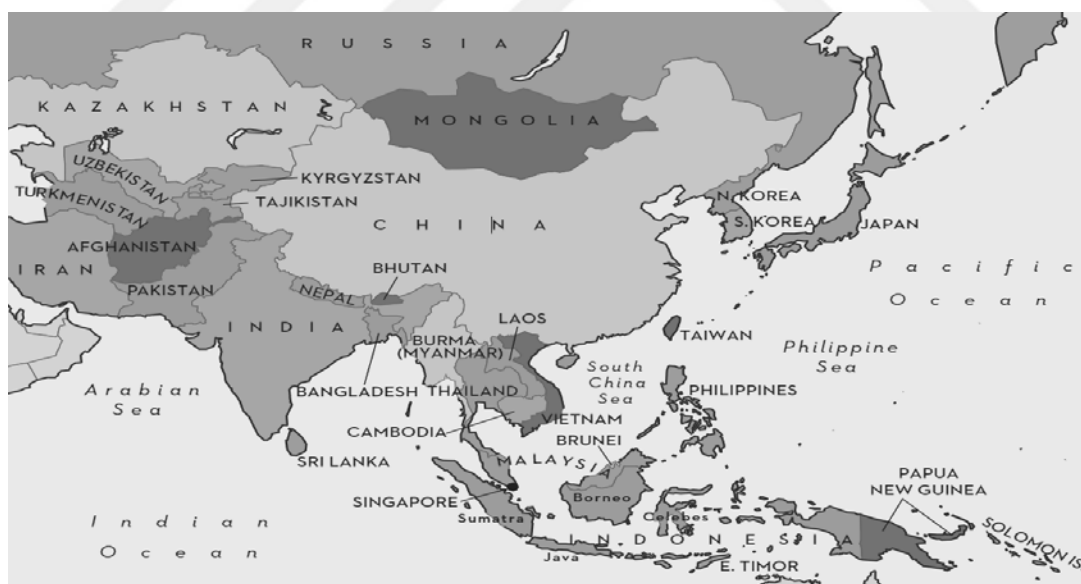 RUSSIA
KAZAKHSTAN
MONGOLIA
UZBEKISTAN
KYRGYZSTAN
TURKMENISTAN
TAJIKISTAN
N. KOREA
S. KOREA
JAPAN
CHINA
AFGHANISTAN
IRAN
PAKISTAN
NEPAL
BHUTAN
Pacific
Ocean
INDIA
LAOS
BURMA
(MYANMAR)
TAIWAN
Philippine
Sea
South
China
Sea
Arabian
Sea
BANGLADESH
THAILAND
PHILIPPINES
CAMBODIA
VIETNAM
BRUNEI
SRI LANKA
MALAYSIA
SINGAPORE
Borneo
PAPUA
NEW GUINEA
Sumatra
Celebes
Indian
Ocean
INDONESIA
SOLOMON IS
Java
E. TIMOR